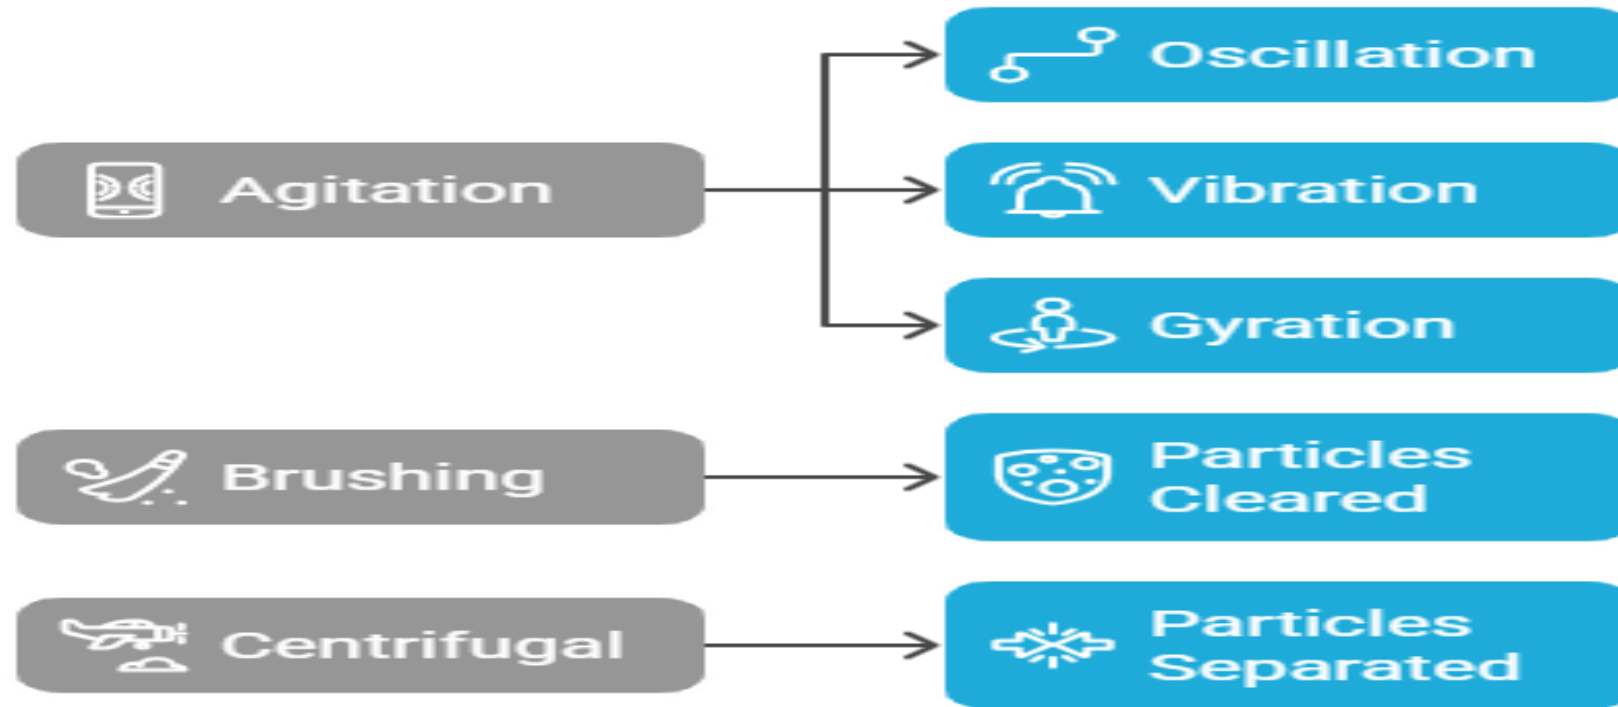 Oscillation
Agitation
Vibration
Gyration
Brushing
Particles
Cleared
Centrifugal
Particles
Separated